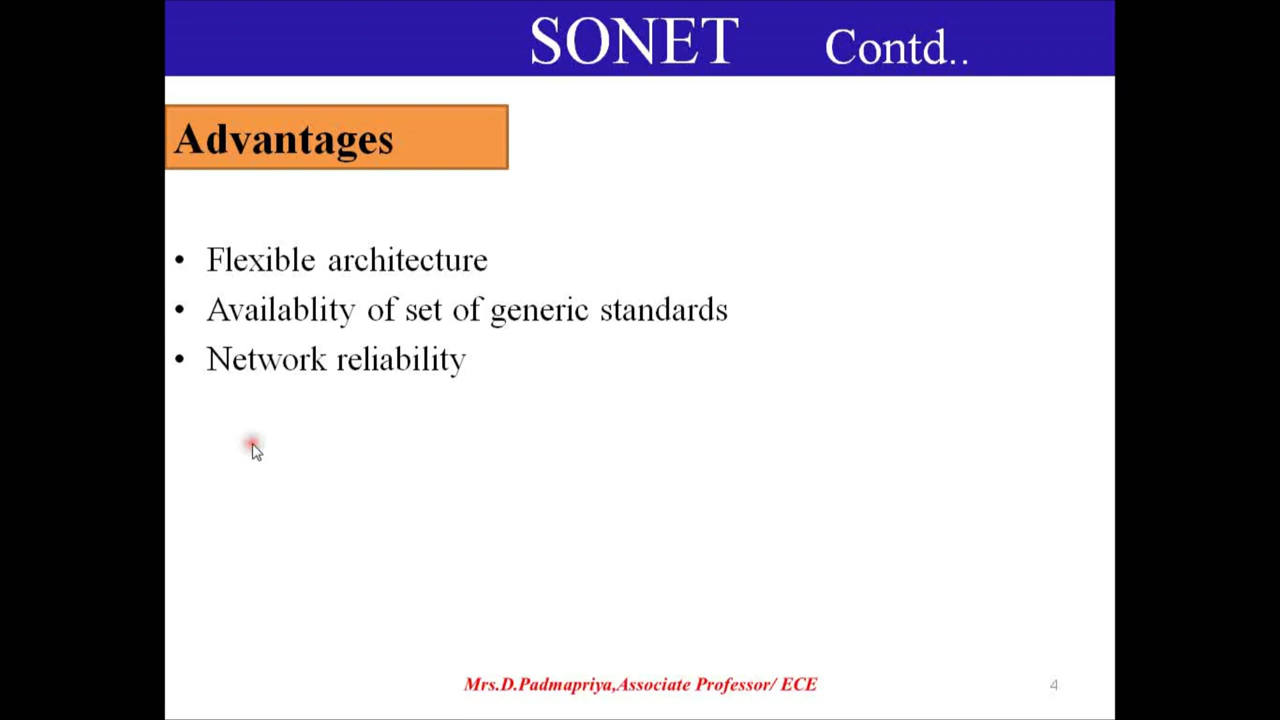 SONET Contd..
Advantages
• Flexible architecture
• Availablity of set of generic standards
• Network reliability
Mrs.D.Padmapriya,Associate Professor/ ECE
4